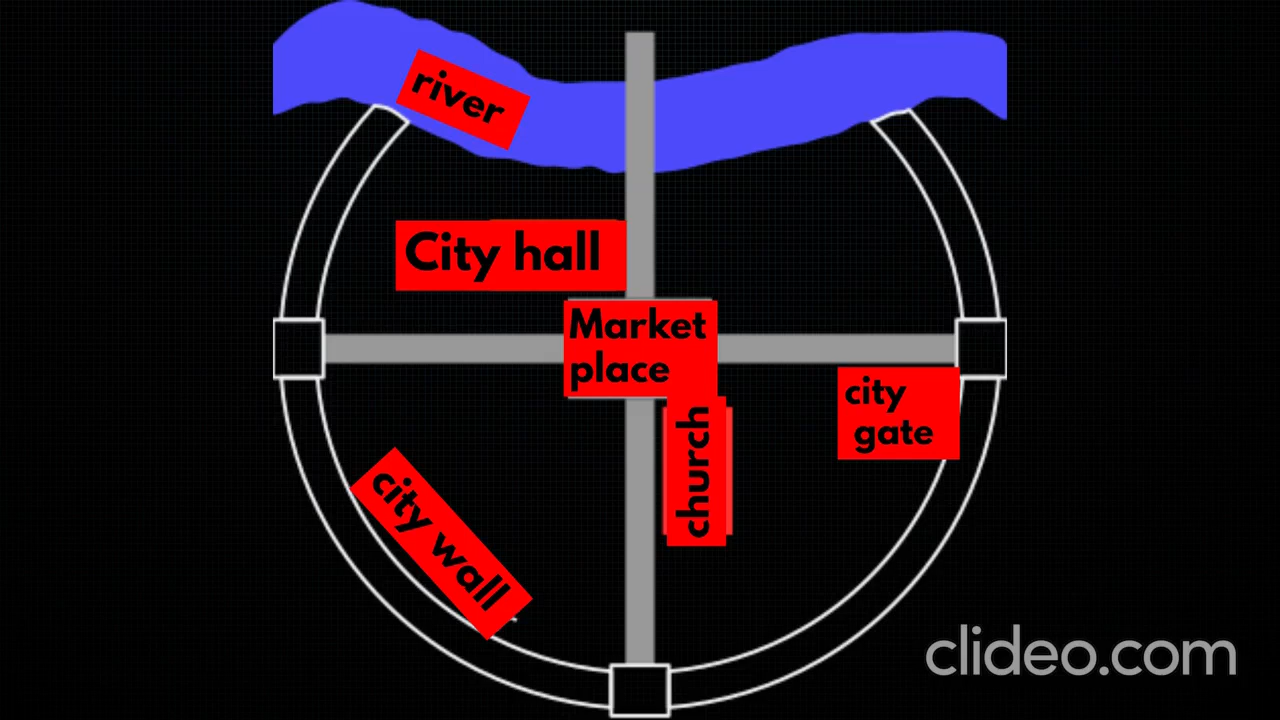 river
City hall
Market
place
city
gate
church
city wall
clideo.com